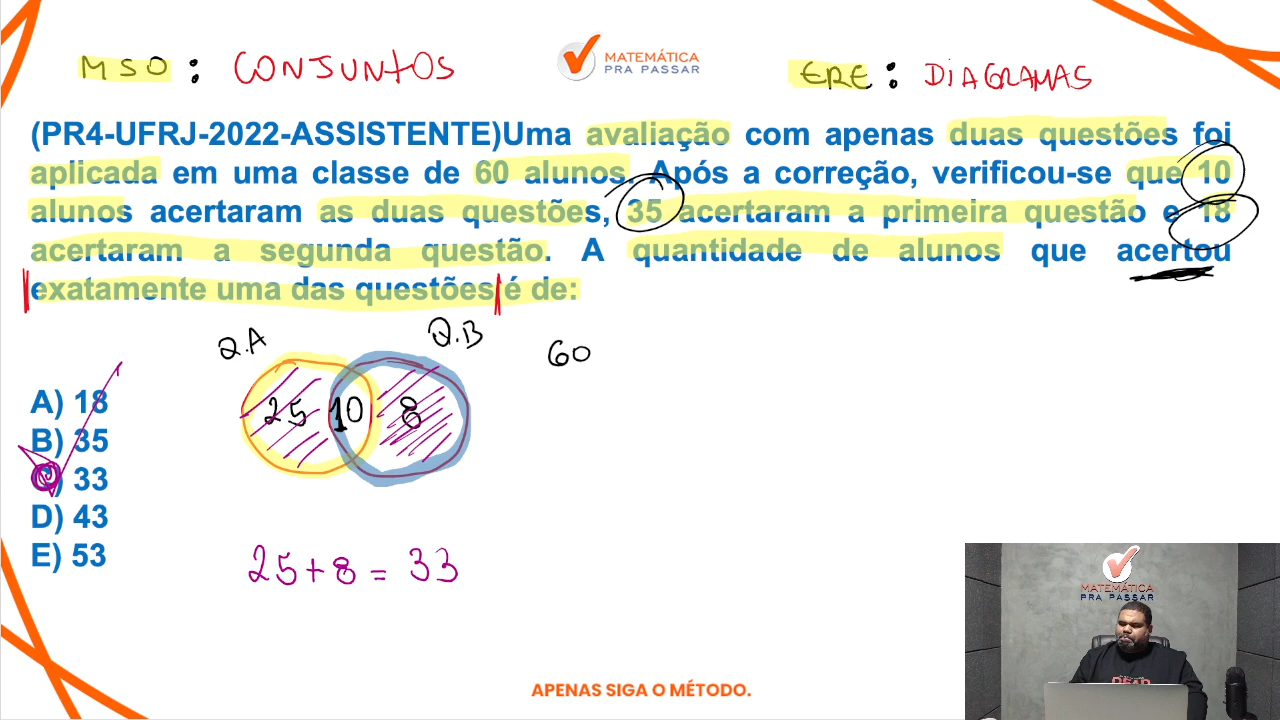 MSO : CONJUNTOS
MATEMÁTICA
PRA PASSAR
ERE : DIAGRAMAS
(PR4-UFRJ-2022-ASSISTENTE)Uma avaliação com apenas duas questões foi
aplicada em uma classe de 60 alunos. Após a correção, verificou-se que 10
alunos acertaram as duas questões, 35 acertaram a primeira questão e 18
acertaram a segunda questão. A quantidade de alunos que acertou
exatamente uma das questões é de:
Q.A
Q.B
60
25 10 8
A) 18
B) 35
C) 33
D) 43
E) 53
25+8 = 33
MATEMÁTICA
PRA PASSAR
APENAS SIGA O MÉTODO.